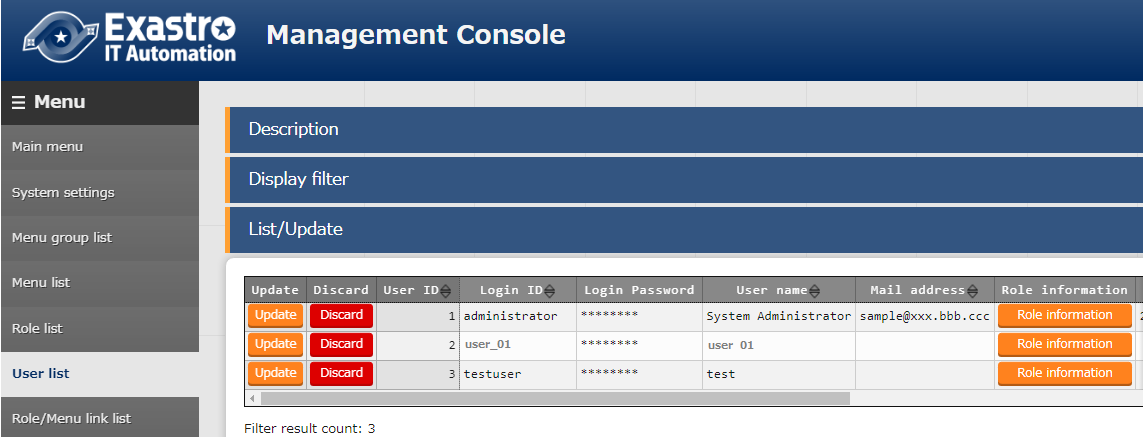 Exastro
IT Automation
Management Console
Menu
Main menu
System settings
Menu group list
Menu list
Role list
User list
Role/Menu link list
Description
Display filter
List/Update
Update Discard User ID Login ID Login Password User name Mail address Role information
Update Discard 1 administrator ******** System Administrator sample@xxx.bbb.ccc Role information
Update Discard 2 user_01 ******** user 01 Role information
Update Discard 3 testuser ******** test Role information
Filter result count: 3